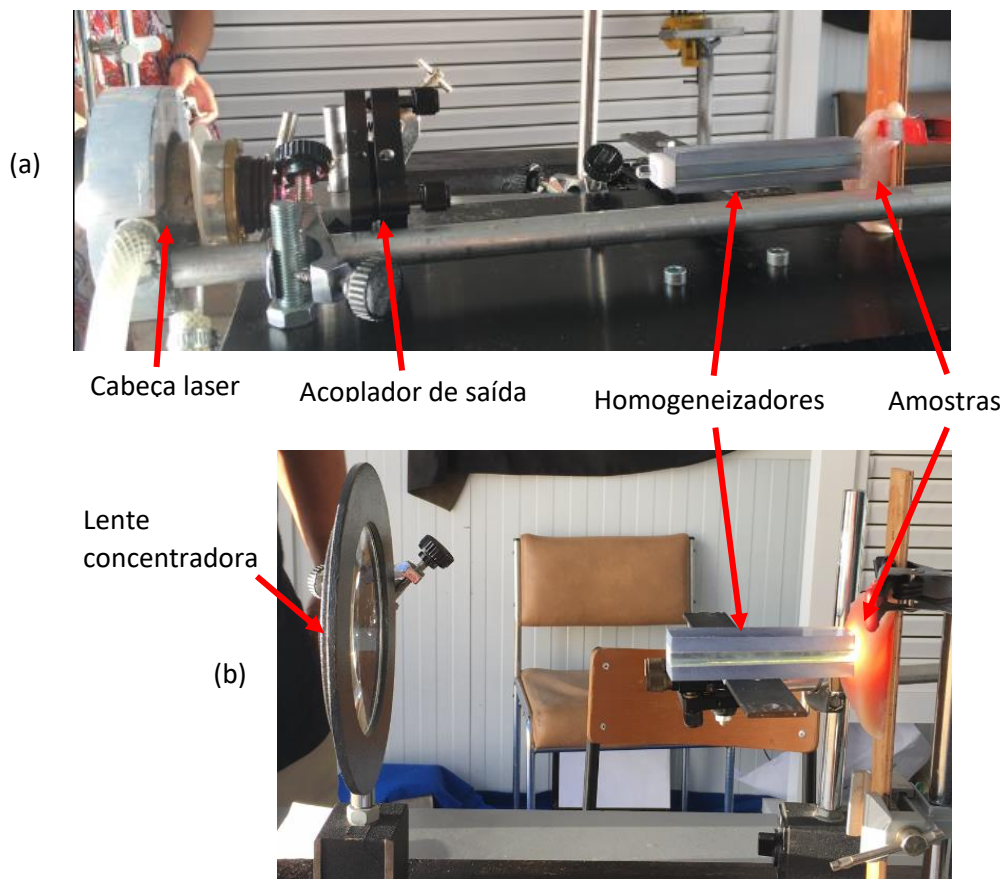 (a)
Cabeça laser
Acoplador de saída
Homogeneizadores
Amostras
Lente
concentradora
(b)